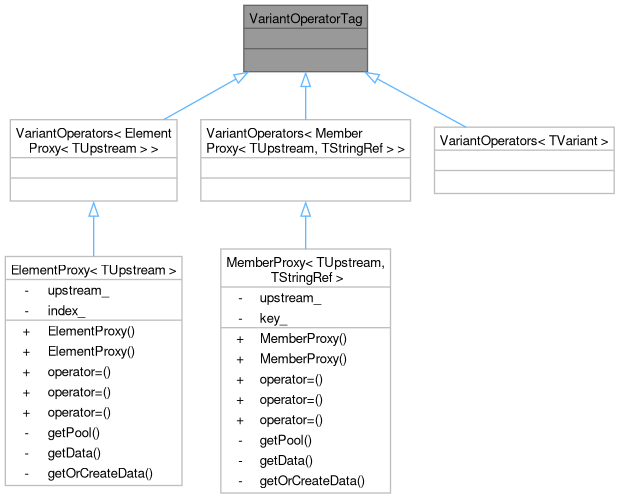 VariantOperatorTag
VariantOperators< Element
Proxy< TUpstream > >
VariantOperators< Member
Proxy< TUpstream, TStringRef > >
VariantOperators< TVariant >
ElementProxy< TUpstream >
- upstream_
- index_
+ ElementProxy()
+ ElementProxy()
+ operator=()
+ operator=()
+ operator=()
- getPool()
- getData()
- getOrCreateData()
MemberProxy< TUpstream,
TStringRef >
- upstream_
- key_
+ MemberProxy()
+ MemberProxy()
+ operator=()
+ operator=()
+ operator=()
- getPool()
- getData()
- getOrCreateData()